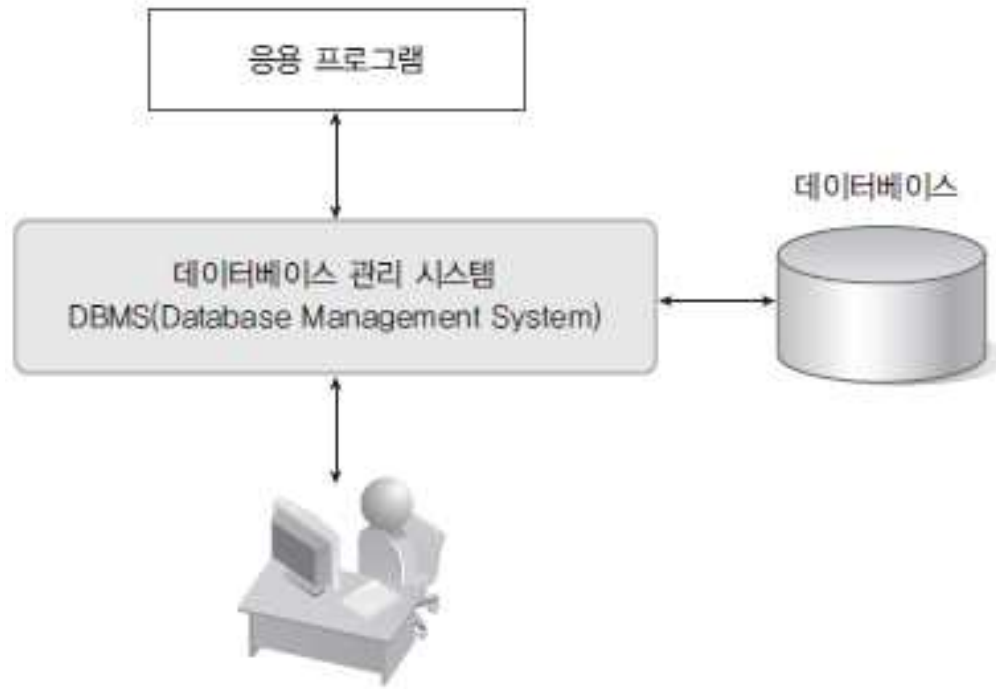 응용 프로그램
데이터베이스
데이터베이스 관리 시스템
DBMS(Database Management System)